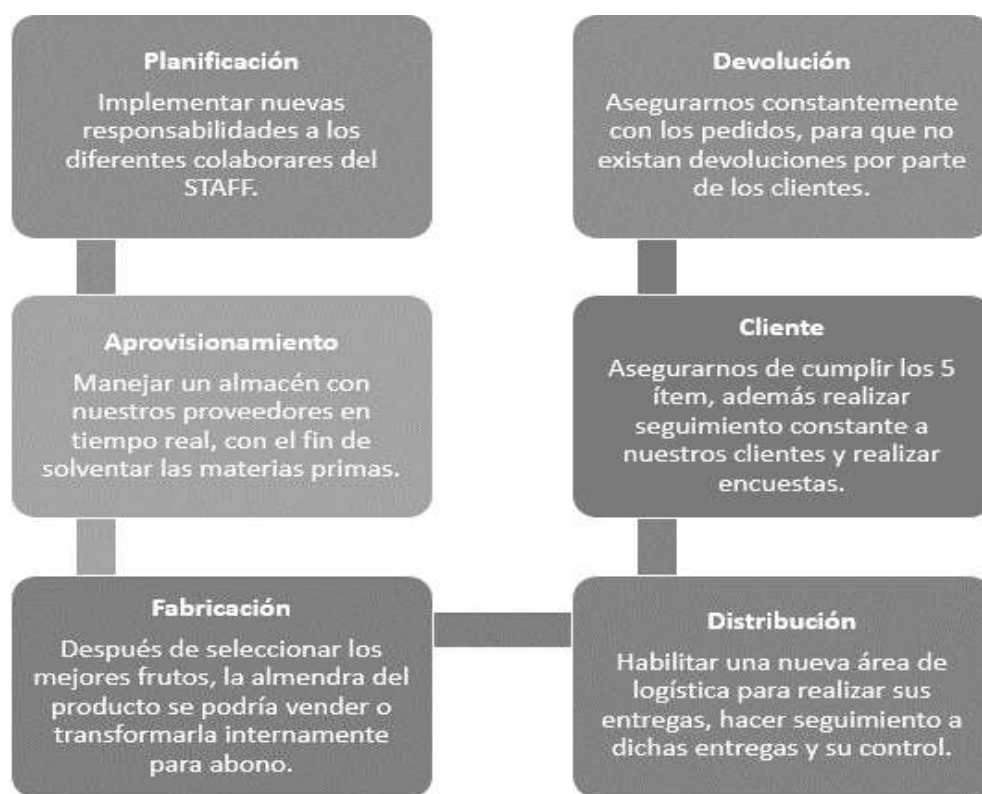 Planificación
Implementar nuevas
responsabilidades a los
diferentes colaborares del
STAFF.
Aprovisionamiento
Manejar un almacén con
nuestros proveedores en
tiempo real, con el fin de
solventar las materias primas.
Fabricación
Después de seleccionar los
mejores frutos, la almendra del
producto se podría vender o
transformarla internamente
para abono.
Distribución
Habilitar una nueva área de
logística para realizar sus
entregas, hacer seguimiento a
dichas entregas y su control.
Cliente
Asegurarnos de cumplir los 5
ítem, además realizar
seguimiento constante a
nuestros clientes y realizar
encuestas.
Devolución
Asegurarnos constantemente
con los pedidos, para que no
existan devoluciones por parte
de los clientes.